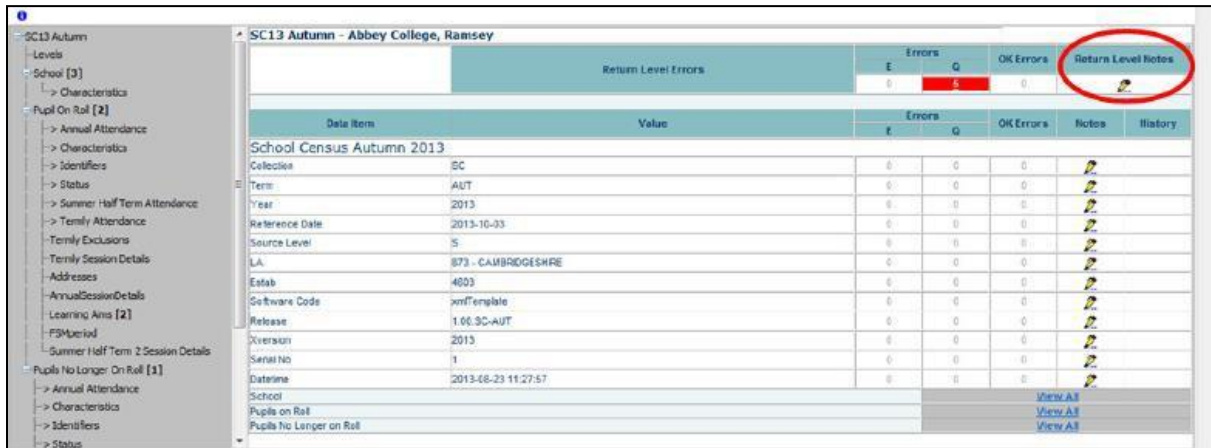 SC13 Autumn
Levels
School [3]
> Characteristics
Pupil On Roll [2]
-> Annual Attendance
-> Characteristics
-> Identifiers
-> Status
-> Summer Half Term Attendance
-> Termly Attendance
Termly Exclusions
Termly Session Details
Addresses
AnnualSessionDetails
Learning Aims [2]
FSMperiod
Summer Half Term 2 Session Details
Pupils No Longer On Roll [1]
-> Annual Attendance
-> Characteristics
-> Identifiers
-> Status
SC13 Autumn - Abbey College, Ramsey
Return Level Errors Errors OK Errors Return Level Notes
E Q
0 0
Data Item Value Errors OK Errors Notes History
E Q
School Census Autumn 2013
Collection SC 0 0 0
Term AUT 0 0 0
Year 2013 0 0 0
Reference Date 2013-10-03 0 0 0
Source Level S 0 0 0
LA 873 - CAMBRIDGESHIRE 0 0 0
Estab 4603 0 0 0
Software Code xmlTemplate 0 0 0
Release 1.00.SC-AUT 0 0 0
Xversion 2013 0 0 0
Serial No 1 0 0 0
Datetime 2013-08-23 11:27:57 0 0 0
School View All
Pupils on Roll View All
Pupils No Longer on Roll View All